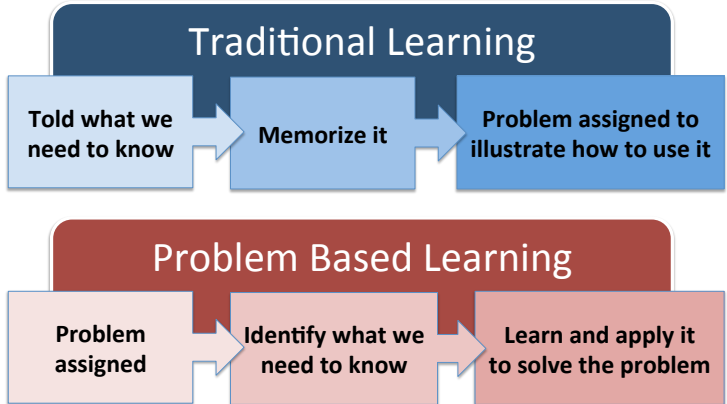 Traditional Learning
Told what we
need to know
Memorize it
Problem assigned to
illustrate how to use it
Problem Based Learning
Problem
assigned
Identify what we
need to know
Learn and apply it
to solve the problem